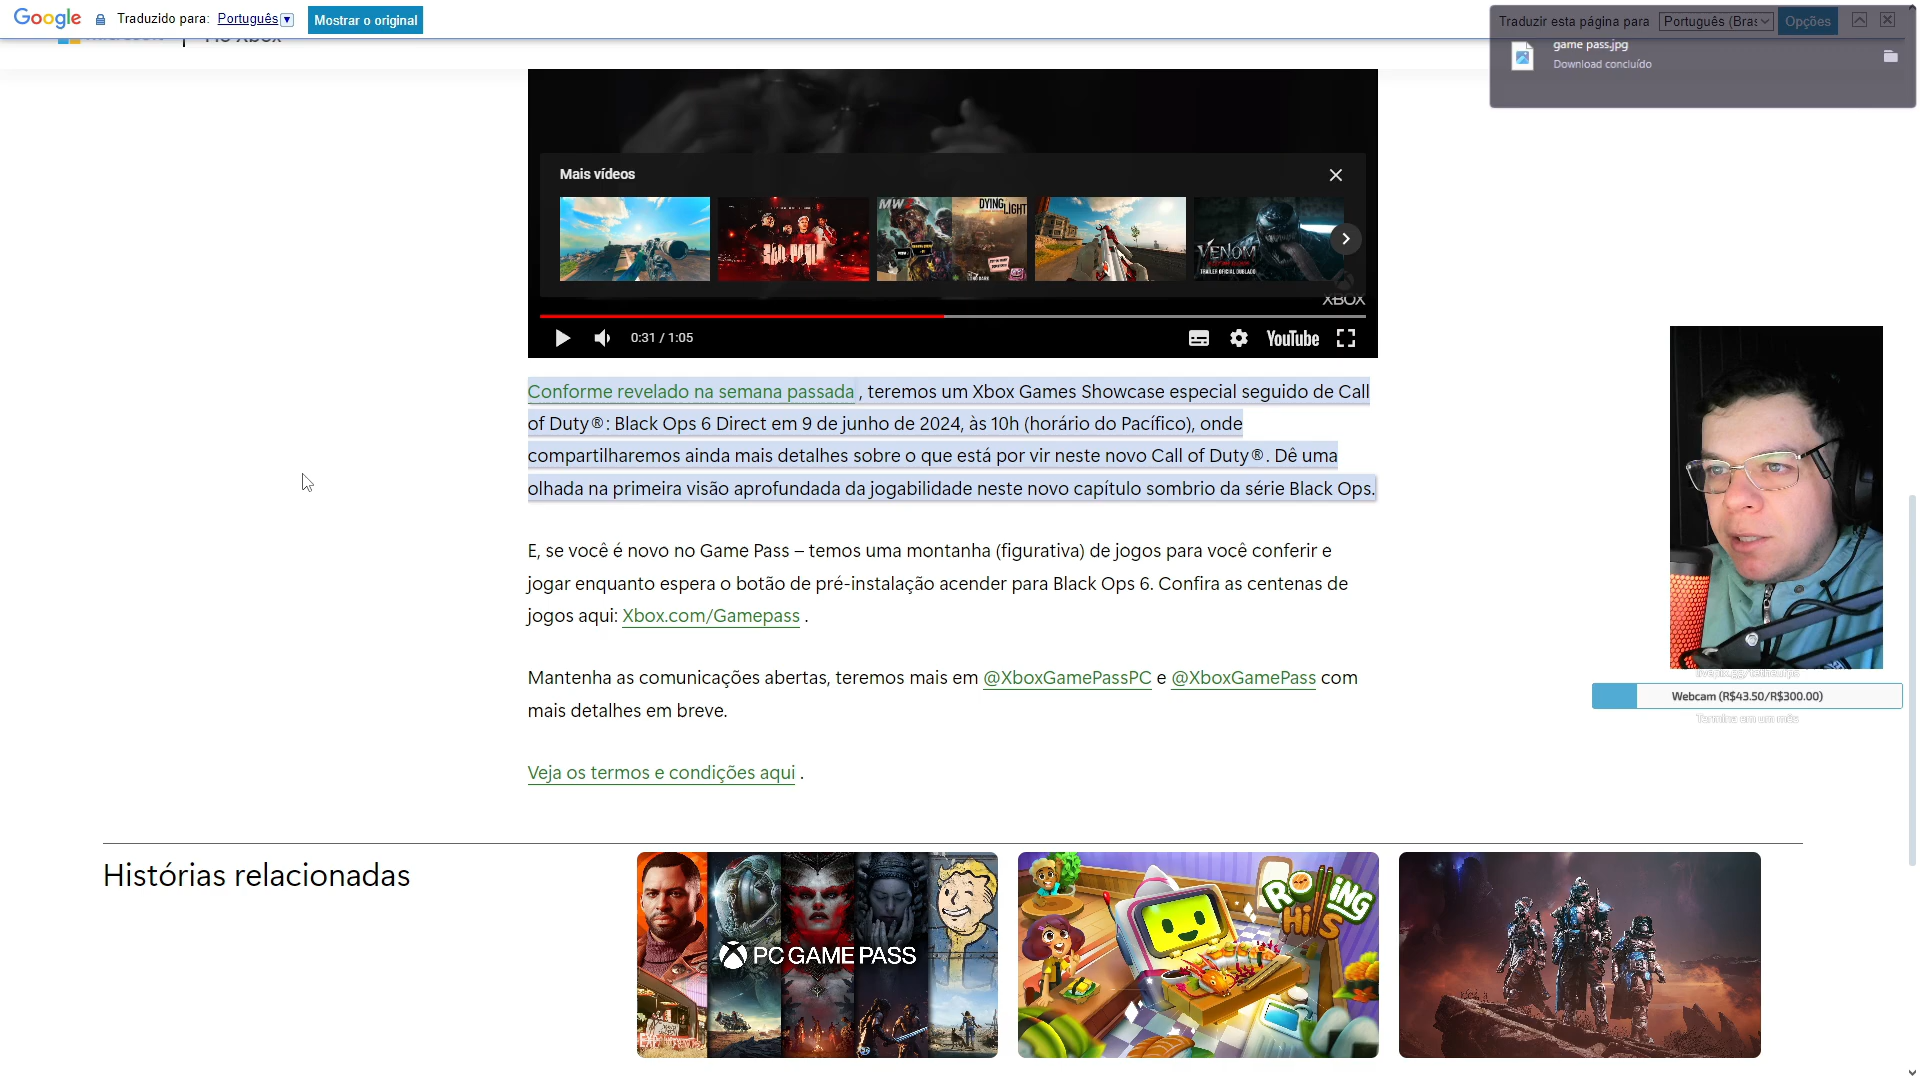 Google Traduzido para: Português Mostrar o original
Traduzir esta página para Português (Bras Opções
game pass.jpg
Download concluído
Mais vídeos
MW
DYING LIGHT
VENOM
TRAILER OFICIAL DUBLADO
XBOX
0:31 / 1:05
YouTube
Conforme revelado na semana passada , teremos um Xbox Games Showcase especial seguido de Call
of Duty®: Black Ops 6 Direct em 9 de junho de 2024, às 10h (horário do Pacífico), onde
compartilharemos ainda mais detalhes sobre o que está por vir neste novo Call of Duty®. Dê uma
olhada na primeira visão aprofundada da jogabilidade neste novo capítulo sombrio da série Black Ops.
E, se você é novo no Game Pass – temos uma montanha (figurativa) de jogos para você conferir e
jogar enquanto espera o botão de pré-instalação acender para Black Ops 6. Confira as centenas de
jogos aqui: Xbox.com/Gamepass .
Mantenha as comunicações abertas, teremos mais em @XboxGamePassPC e @XboxGamePass com
mais detalhes em breve.
Veja os termos e condições aqui .
Webcam (R$43.50/R$300.00)
Termina em um mês
Histórias relacionadas
PC GAME PASS
ROLLING
HILLS